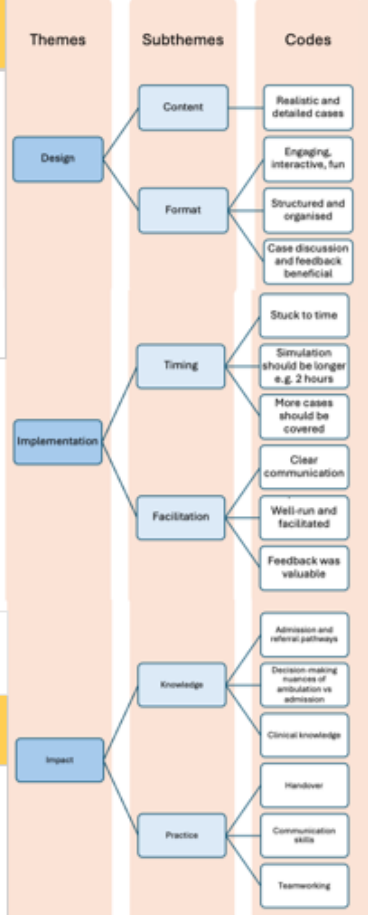 Themes
Subthemes
Codes
Design
Content
Realistic and
detailed cases
Format
Engaging,
interactive, fun
Structured and
organised
Case discussion
and feedback
beneficial
Implementation
Timing
Stuck to time
Simulation
should be longer
e.g. 2 hours
More cases
should be
covered
Facilitation
Clear
communication
Well-run and
facilitated
Feedback was
valuable
Impact
Knowledge
Admission and
referral pathways
Decision-making
nuances of
ambulation vs
admission
Clinical knowledge
Practice
Handover
Communication
skills
Teamworking